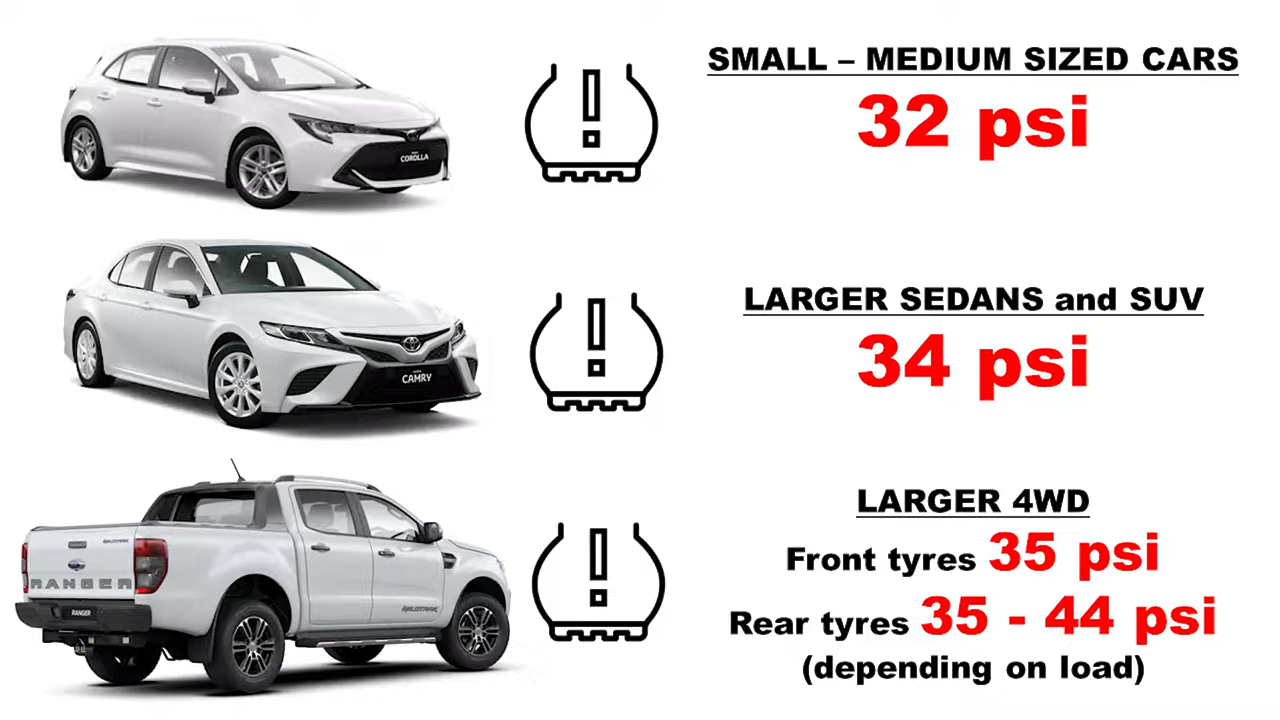 SMALL – MEDIUM SIZED CARS
32 psi
COROLLA
LARGER SEDANS and SUV
34 psi
CAMRY
LARGER 4WD
Front tyres 35 psi
Rear tyres 35 - 44 psi
(depending on load)
RANGER
RANGER
WILDTRAK